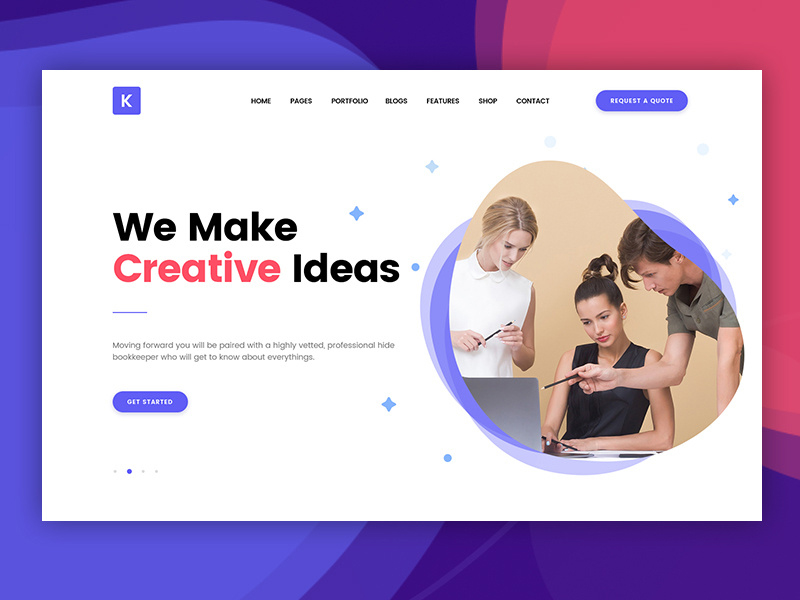 K
HOME PAGES PORTFOLIO BLOGS FEATURES SHOP CONTACT REQUEST A QUOTE
We Make
Creative Ideas
Moving forward you will be paired with a highly vetted, professional hide
bookkeeper who will get to know about everythings.
GET STARTED